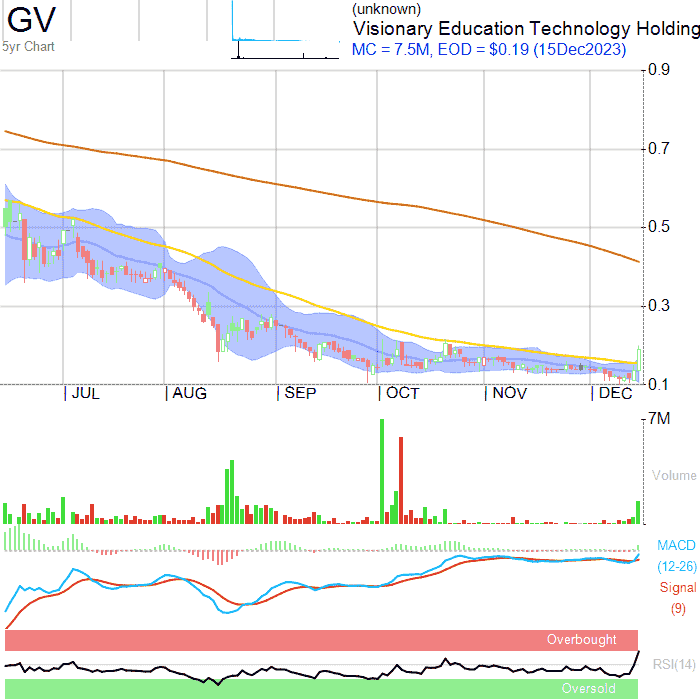 GV
5yr Chart
(unknown)
Visionary Education Technology Holding
MC = 7.5M, EOD = $0.19 (15Dec2023)
0.9
0.7
0.5
0.3
0.1
JUL
AUG
SEP
OCT
NOV
DEC
7M
Volume
MACD
(12-26)
Signal
(9)
Overbought
RSI(14)
Oversold